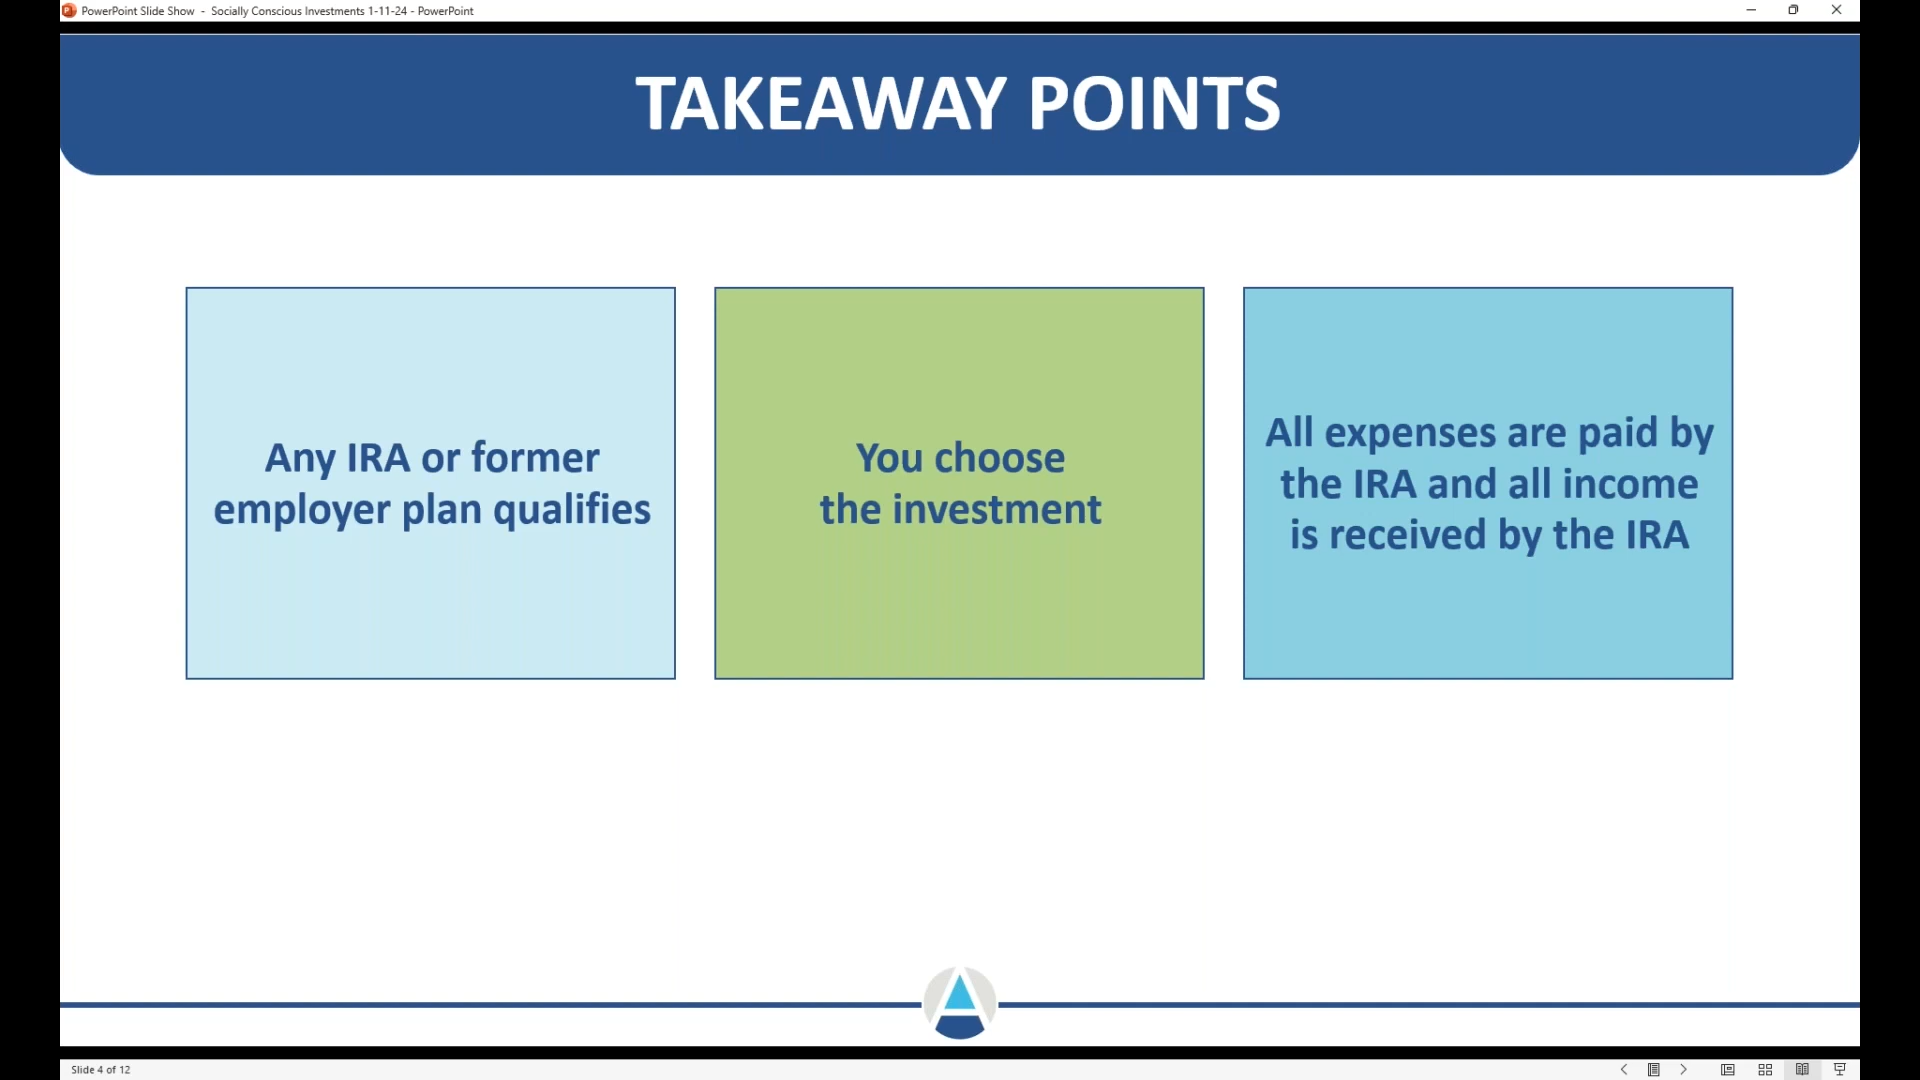 PowerPoint Slide Show - Socially Conscious Investments 1-11-24 - PowerPoint
TAKEAWAY POINTS
Any IRA or former
employer plan qualifies
You choose
the investment
All expenses are paid by
the IRA and all income
is received by the IRA
Slide 4 of 12